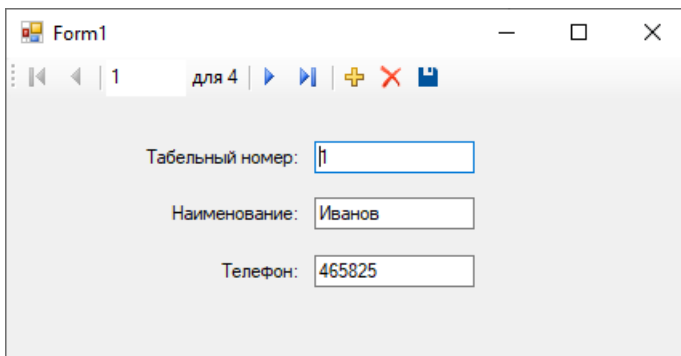 Form1
1 для 4
Табельный номер: 1
Наименование: Иванов
Телефон: 465825